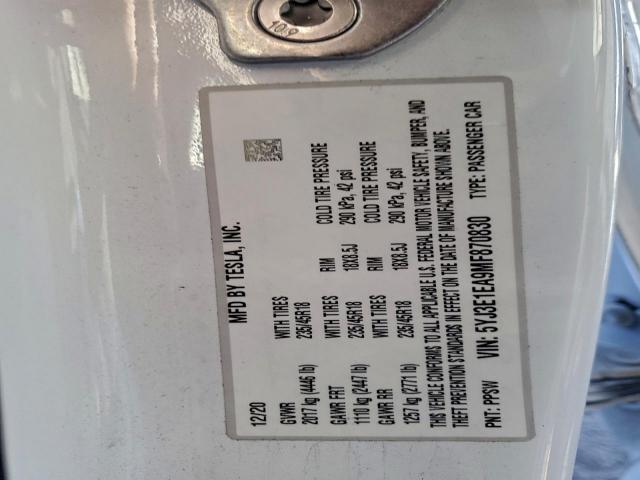 10.9
MFD BY TESLA, INC.
12/20
GVWR WITH TIRES RIM COLD TIRE PRESSURE
2017 kg (4446 lb) 235/45R18 18X8.5J 290 kPa, 42 psi
GAWR FRT WITH TIRES RIM COLD TIRE PRESSURE
1110 kg (2447 lb) 235/45R18 18X8.5J 290 kPa, 42 psi
GAWR RR
1257 kg (2771 lb)
THIS VEHICLE CONFORMS TO ALL APPLICABLE U.S. FEDERAL MOTOR VEHICLE SAFETY, BUMPER, AND
THEFT PREVENTION STANDARDS IN EFFECT ON THE DATE OF MANUFACTURE SHOWN ABOVE.
PNT: PPSW VIN: 5YJ3E1EA9MF870830 TYPE: PASSENGER CAR